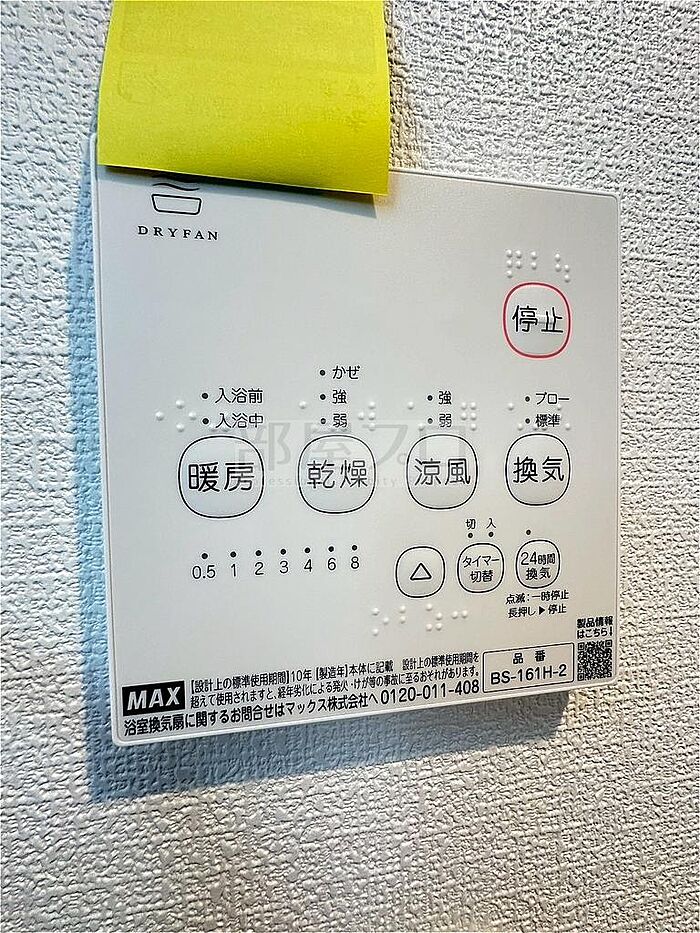 DRYFAN
停止
かぜ
入浴前
強
強
ブロー
入浴中
弱
弱
標準
暖房
乾燥
涼風
換気
部屋プロ
切 入
0.5 1 2 3 4 6 8
△
タイマー
切替
24時間
換気
点滅:一時停止
長押し▶停止
製品情報
はこちら!
MAX
【設計上の標準使用期間】10年 【製造年】本体に記載 設計上の標準使用期間を
超えて使用されますと、経年劣化による発火・けが等の事故に至るおそれがあります。
浴室換気扇に関するお問合せはマックス株式会社へ 0120-011-408
品番
BS-161H-2